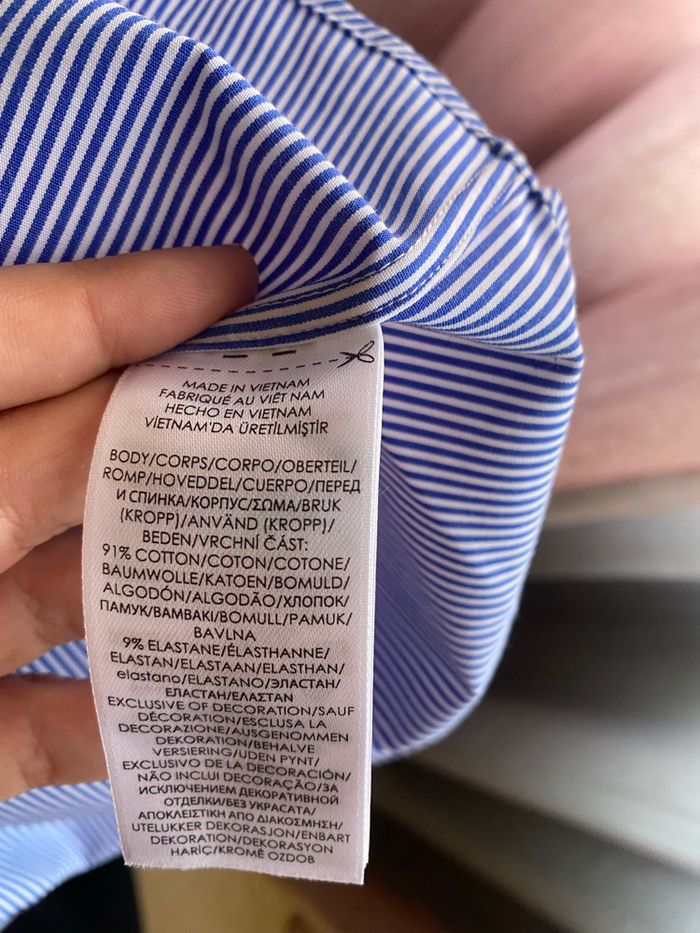 MADE IN VIETNAM
FABRIQUÉ AU VIÊT NAM
HECHO EN VIETNAM
VİETNAM'DA ÜRETİLMİŞTİR
BODY/CORPS/CORPO/OBERTEIL/
ROMP/HOVEDDEL/CUERPO/ПЕРЕД
И СПИНКА/КОРПУС/ΣΩΜΑ/BRUK
(KROPP)/ANVÄND (KROPP)/
BEDEN/VRCHNÍ ČÁST:
91% COTTON/COTON/COTONE/
BAUMWOLLE/KATOEN/BOMULD/
ALGODÓN/ALGODÃO/ХЛОПОК/
ПАМУК/ΒΑΜΒΑΚΙ/BOMULL/PAMUK/
BAVLNA
9% ELASTANE/ÉLASTHANNE/
ELASTAN/ELASTAAN/ELASTHAN/
elastano/ELASTANO/ЭЛАСТАН/
ЕЛАСТАН/ΕΛΑΣΤΑΝ
EXCLUSIVE OF DECORATION/SAUF
DÉCORATION/ESCLUSA LA
DECORAZIONE/AUSGENOMMEN
DEKORATION/BEHALVE
VERSIERING/UDEN PYNT/
EXCLUSIVO DE LA DECORACIÓN/
NÃO INCLUI DECORAÇÃO/ЗА
ИСКЛЮЧЕНИЕМ ДЕКОРАТИВНОЙ
ОТДЕЛКИ/БЕЗ УКРАСАТА/
ΑΠΟΚΛΕΙΣΤΙΚΗ ΑΠΟ ΔΙΑΚΟΣΜΗΣΗ/
UTELUKKER DEKORASJON/ENBART
DEKORATION/DEKORASYON
HARİÇ/KROMĚ OZDOB